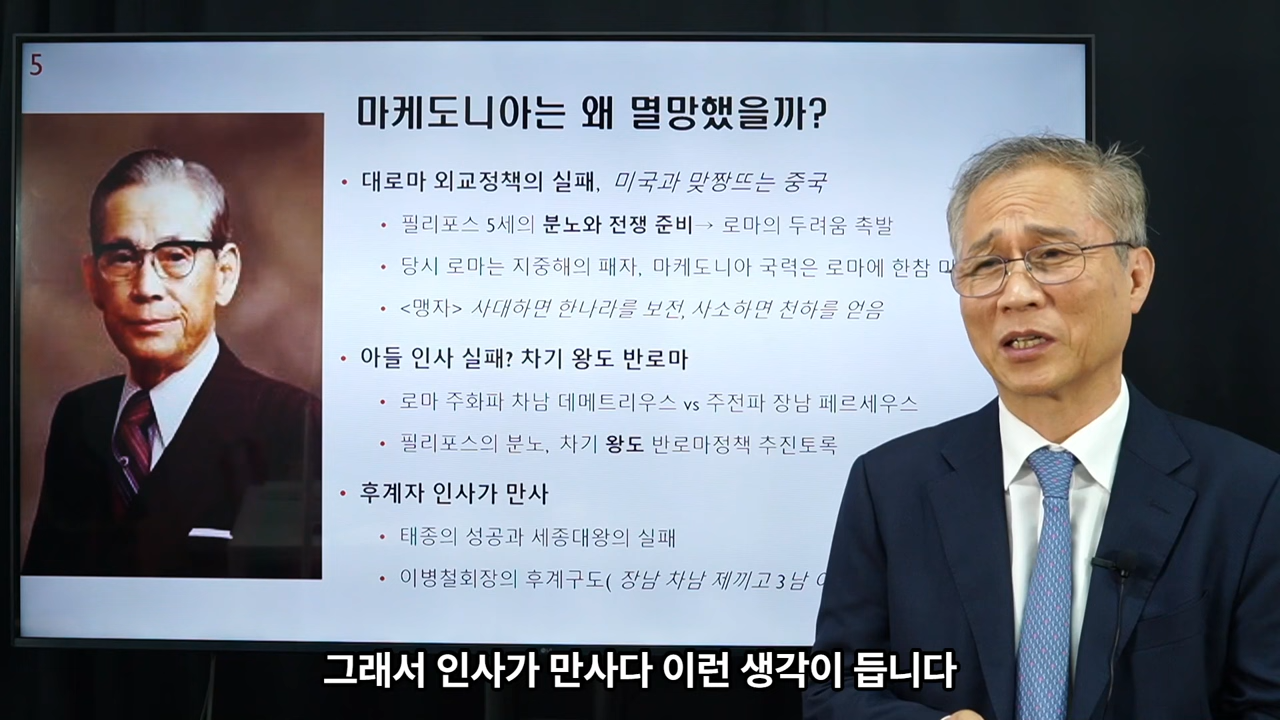 5
마케도니아는 왜 멸망했을까?
• 대로마 외교정책의 실패, 미국과 맞짱뜨는 중국
• 필리포스 5세의 분노와 전쟁 준비→ 로마의 두려움 촉발
• 당시 로마는 지중해의 패자, 마케도니아 국력은 로마에 한참
• <맹자> 사대하면 한나라를 보전, 사소하면 천하를 얻음
• 아들 인사 실패? 차기 왕도 반로마
• 로마 주화파 차남 데메트리우스 vs 주전파 장남 페르세우스
• 필리포스의 분노, 차기 왕도 반로마정책 추진토록
• 후계자 인사가 만사
• 태종의 성공과 세종대왕의 실패
• 이병철회장의 후계구도( 장남 차남 제끼고 3남
그래서 인사가 만사다 이런 생각이 듭니다